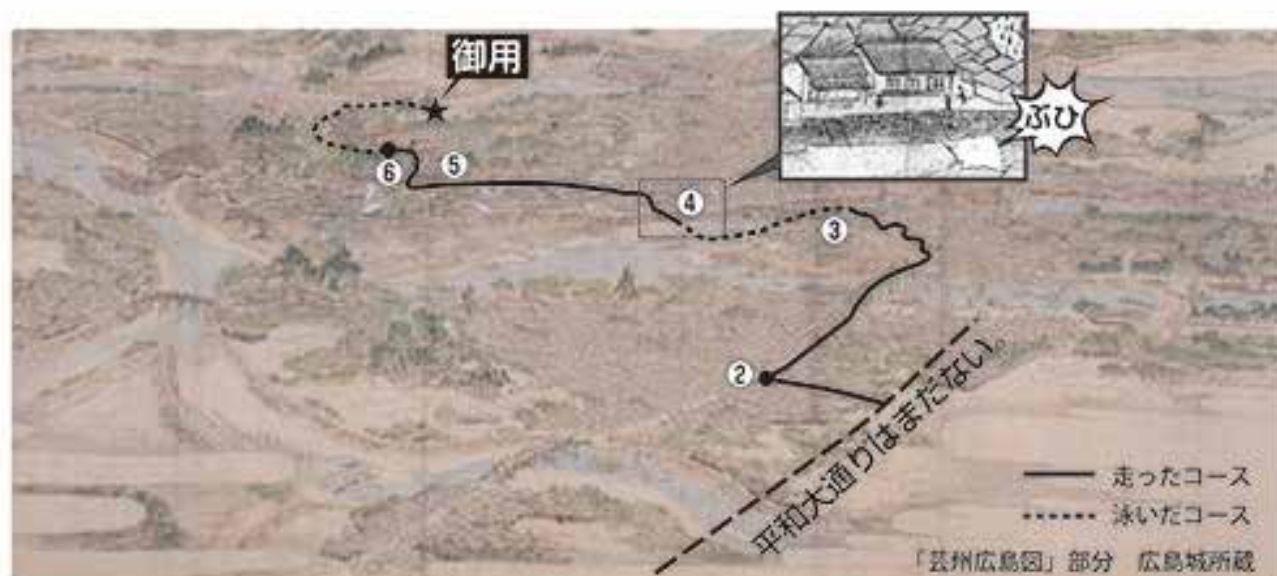 御用
ぶひ
⑥
⑤
④
③
②
平和大通りはまだない。
走ったコース
泳いだコース
「芸州広島図」部分 広島城所蔵